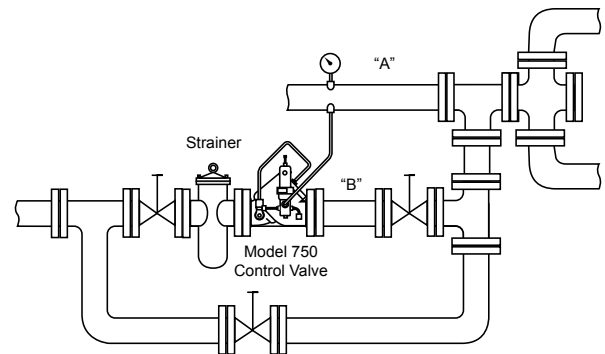 “A”
Strainer
“B”
Model 750
Control Valve